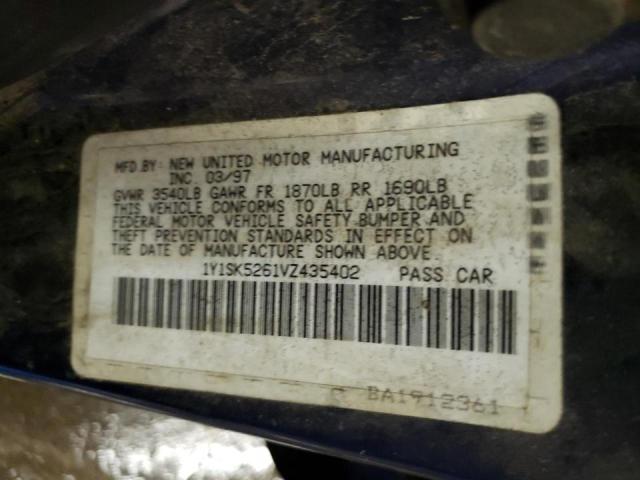 MFD.BY: NEW UNITED MOTOR MANUFACTURING
INC 03/97
GVWR 3540LB GAWR FR 1870LB RR 1690LB
THIS VEHICLE CONFORMS TO ALL APPLICABLE
FEDERAL MOTOR VEHICLE SAFETY,BUMPER AND
THEFT PREVENTION STANDARDS IN EFFECT ON
THE DATE OF MANUFACTURE SHOWN ABOVE.
1Y1SK5261VZ435402 PASS CAR
BA1912361